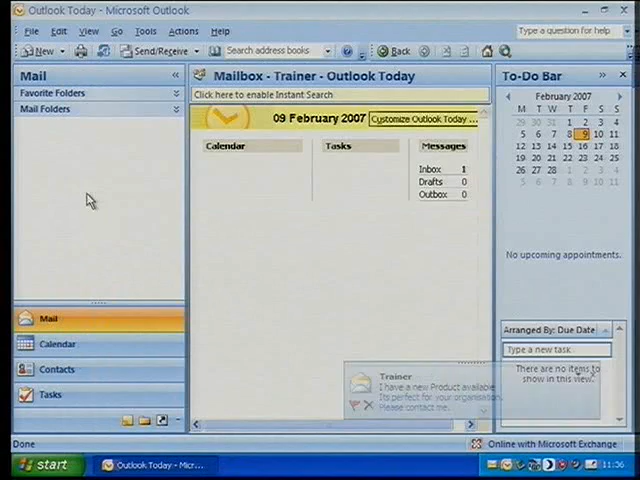 Outlook Today - Microsoft Outlook
File Edit View Go Tools Actions Help
Type a question for help
New
Send/Receive
Search address books
Back
Mail
Favorite Folders
Mail Folders
Mailbox - Trainer - Outlook Today
Click here to enable Instant Search
09 February 2007
Customize Outlook Today ...
Calendar
Tasks
Messages
Inbox 1
Drafts 0
Outbox 0
To-Do Bar
February 2007
M T W T F S S
29 30 31 1 2 3 4
5 6 7 8 9 10 11
12 13 14 15 16 17 18
19 20 21 22 23 24 25
26 27 28 1 2 3 4
5 6 7 8 9 10 11
No upcoming appointments.
Arranged By: Due Date
Type a new task
There are no items to
show in this view.
Mail
Calendar
Contacts
Tasks
Trainer
I have a new Product available
Its perfect for your organisation.
Please contact me.
Done
Online with Microsoft Exchange
start
Outlook Today - Micr...
11:36